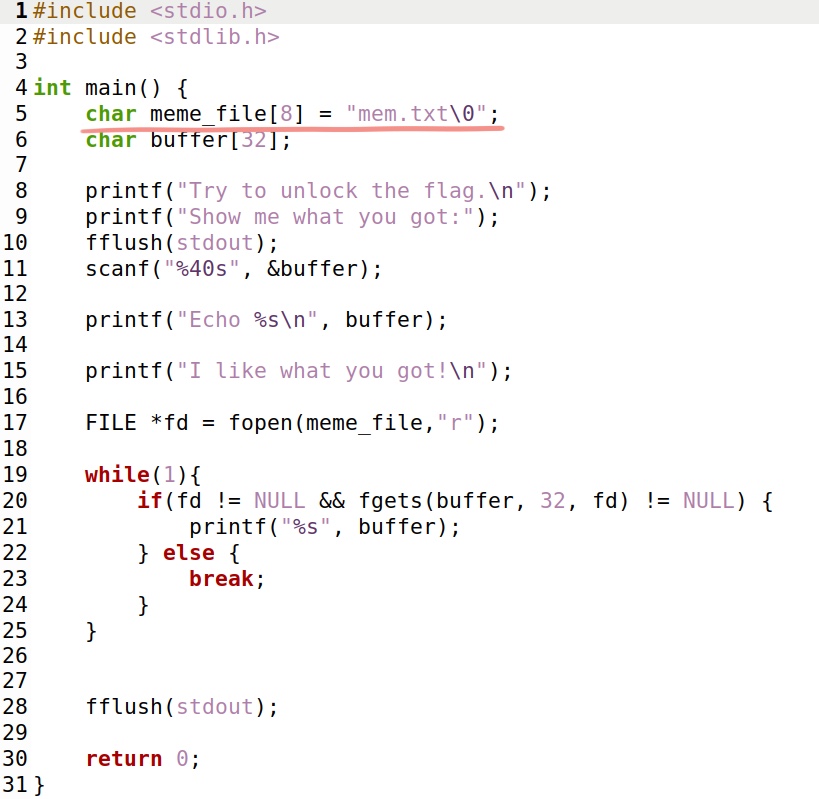 1 #include <stdio.h>
2 #include <stdlib.h>
3
4 int main() {
5     char meme_file[8] = "mem.txt\0";
6     char buffer[32];
7
8     printf("Try to unlock the flag.\n");
9     printf("Show me what you got:");
10     fflush(stdout);
11     scanf("%40s", &buffer);
12
13     printf("Echo %s\n", buffer);
14
15     printf("I like what you got!\n");
16
17     FILE *fd = fopen(meme_file,"r");
18
19     while(1){
20         if(fd != NULL && fgets(buffer, 32, fd) != NULL) {
21             printf("%s", buffer);
22         } else {
23             break;
24         }
25     }
26
27
28     fflush(stdout);
29
30     return 0;
31 }